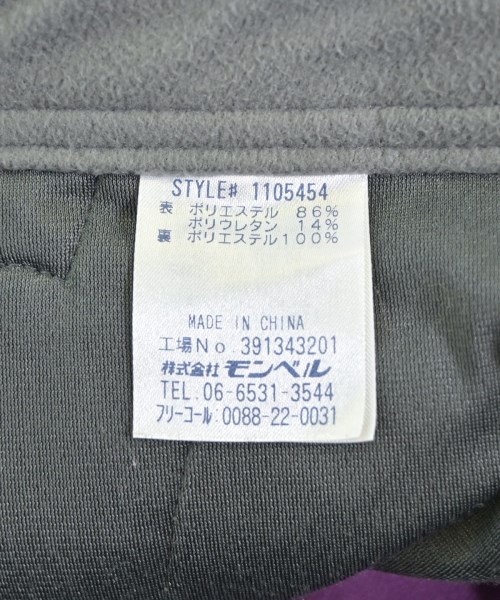 STYLE# 1105454
表 ポリエステル 86%
ポリウレタン 14%
裏 ポリエステル100%
MADE IN CHINA
工場No 391343201
株式会社 モンベル
TEL. 06-6531-3544
フリーコール:0088-22-0031